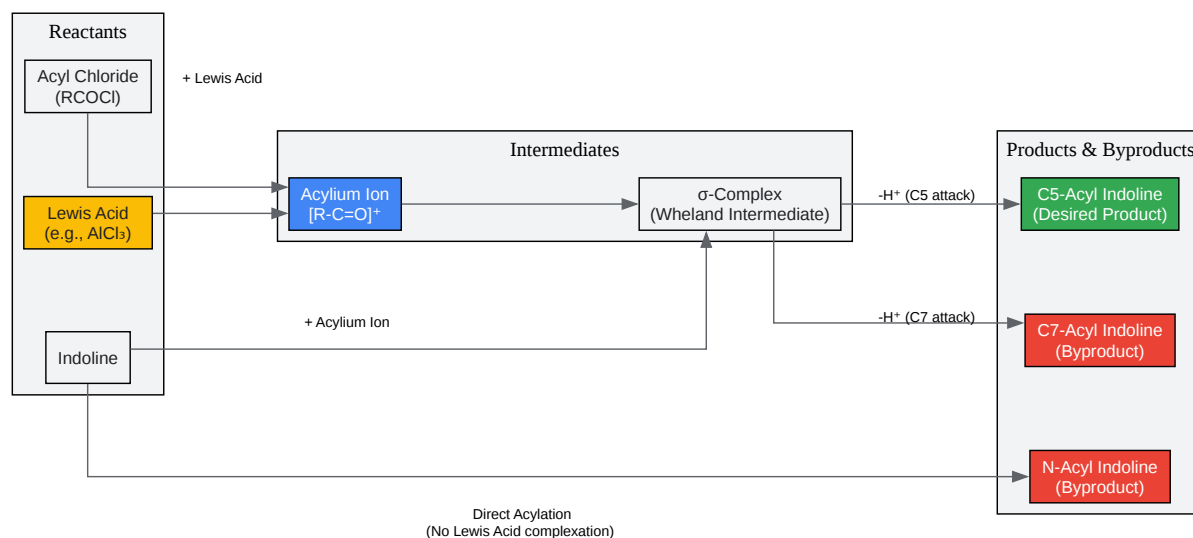 Reactants
Acyl Chloride
(RCOCl)
+ Lewis Acid
Lewis Acid
(e.g., AlCl₃)
Indoline
Intermediates
Acylium Ion
[R-C=O]⁺
σ-Complex
(Wheland Intermediate)
+ Acylium Ion
-H⁺ (C5 attack)
-H⁺ (C7 attack)
Products & Byproducts
C5-Acyl Indoline
(Desired Product)
C7-Acyl Indoline
(Byproduct)
N-Acyl Indoline
(Byproduct)
Direct Acylation
(No Lewis Acid complexation)